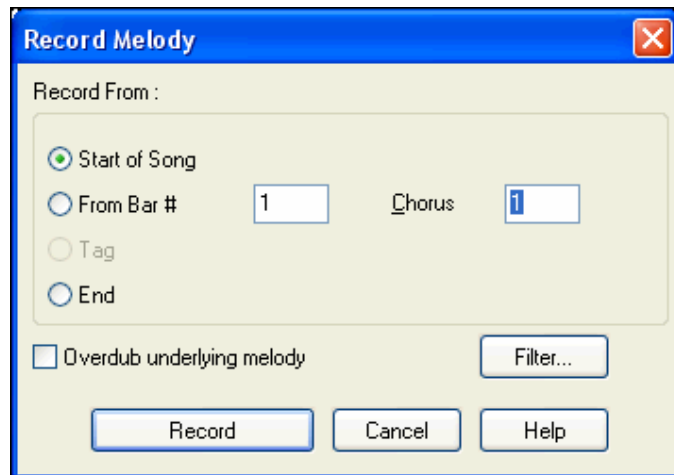 Record Melody
Record From :
Start of Song
From Bar # 1 Chorus 1
Tag
End
Overdub underlying melody Filter...
Record Cancel Help